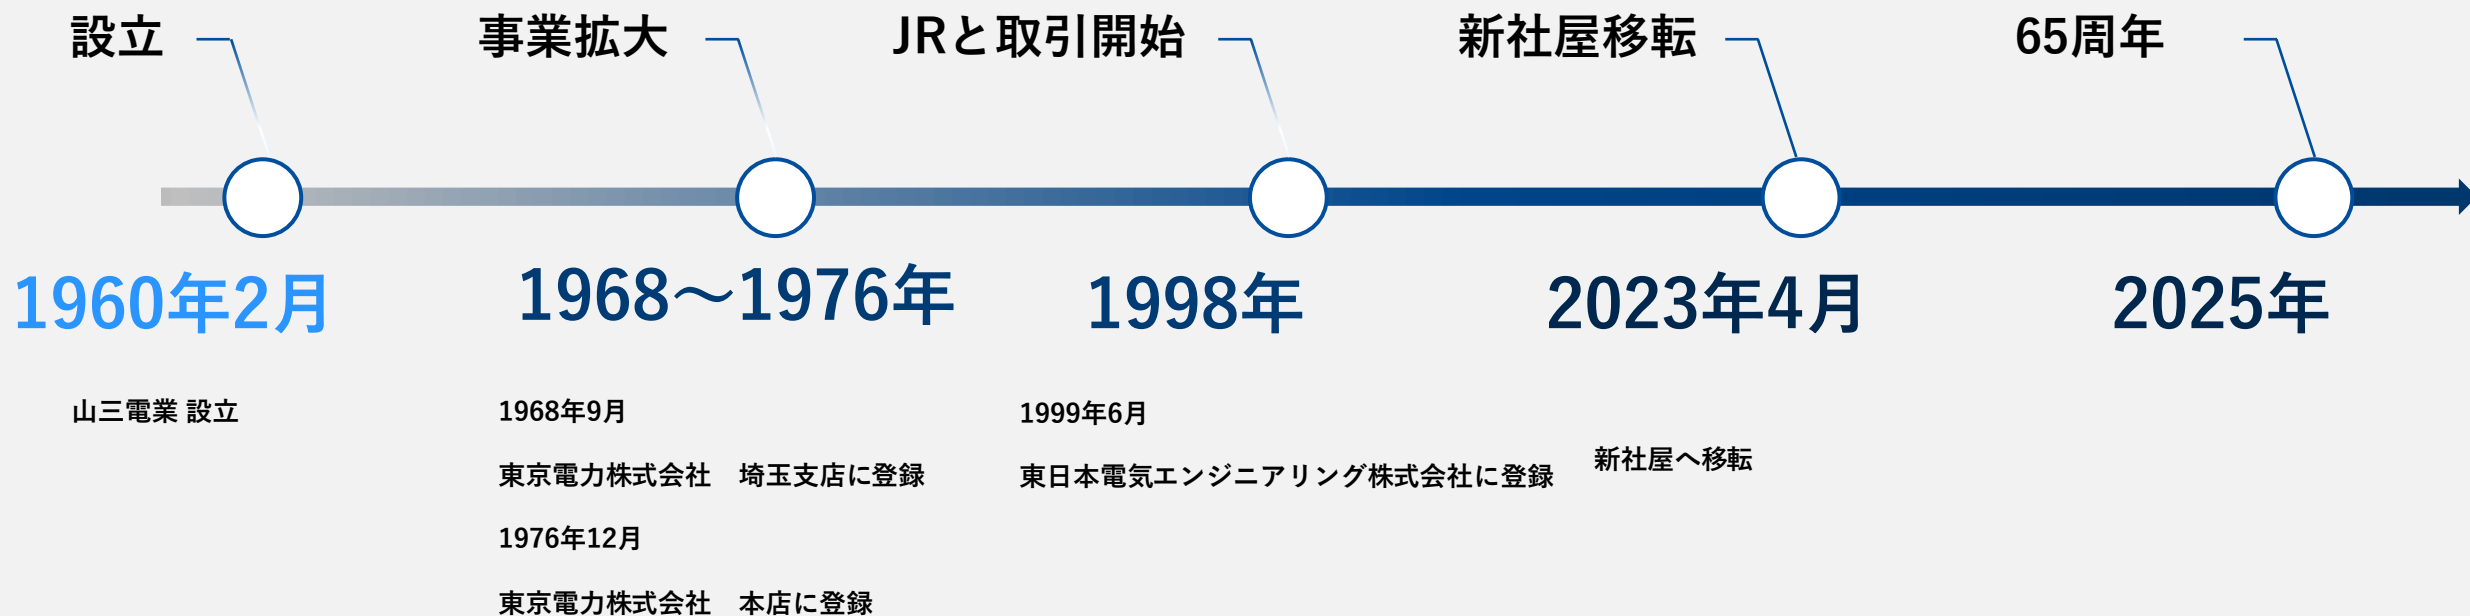 設立
事業拡大
JRと取引開始
新社屋移転
65周年
1960年2月
1968〜1976年
1998年
2023年4月
2025年
山三電業 設立
1968年9月
東京電力株式会社　埼玉支店に登録
1976年12月
東京電力株式会社　本店に登録
1999年6月
東日本電気エンジニアリング株式会社に登録
新社屋へ移転